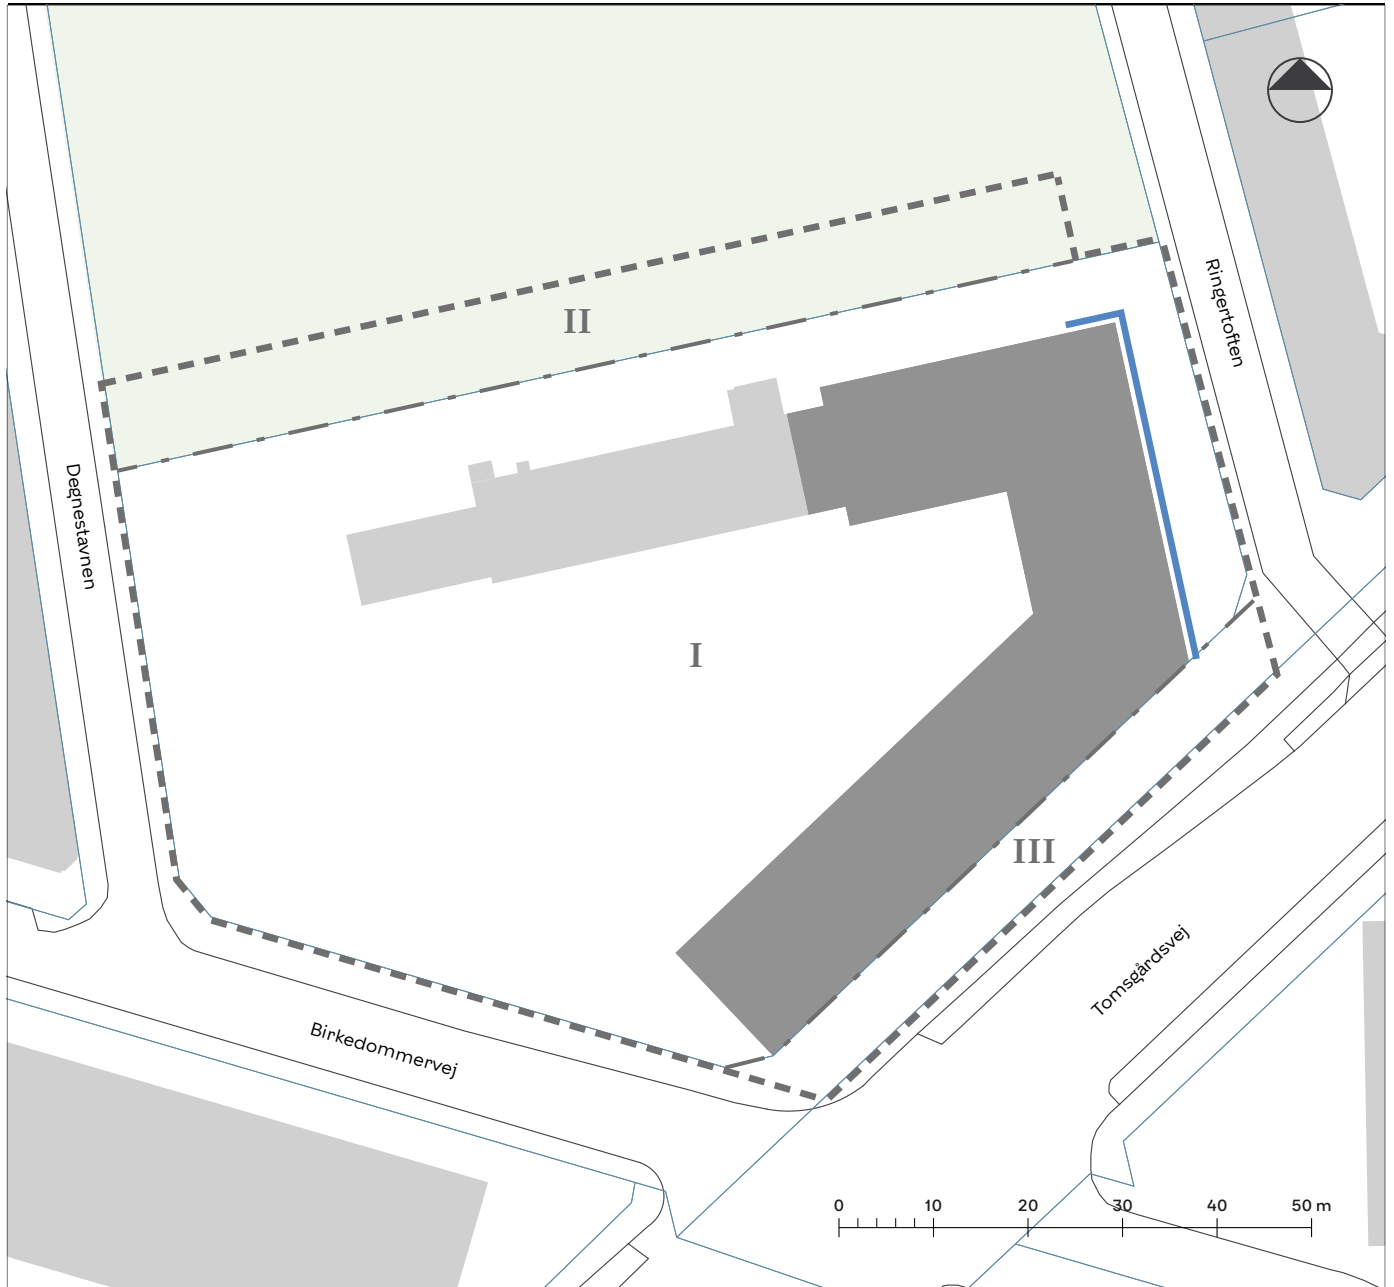 Ringertoften
II
Degnestavnen
I
III
Tomsgårdsvej
Birkedommervej
0 10 20 30 40 50 m